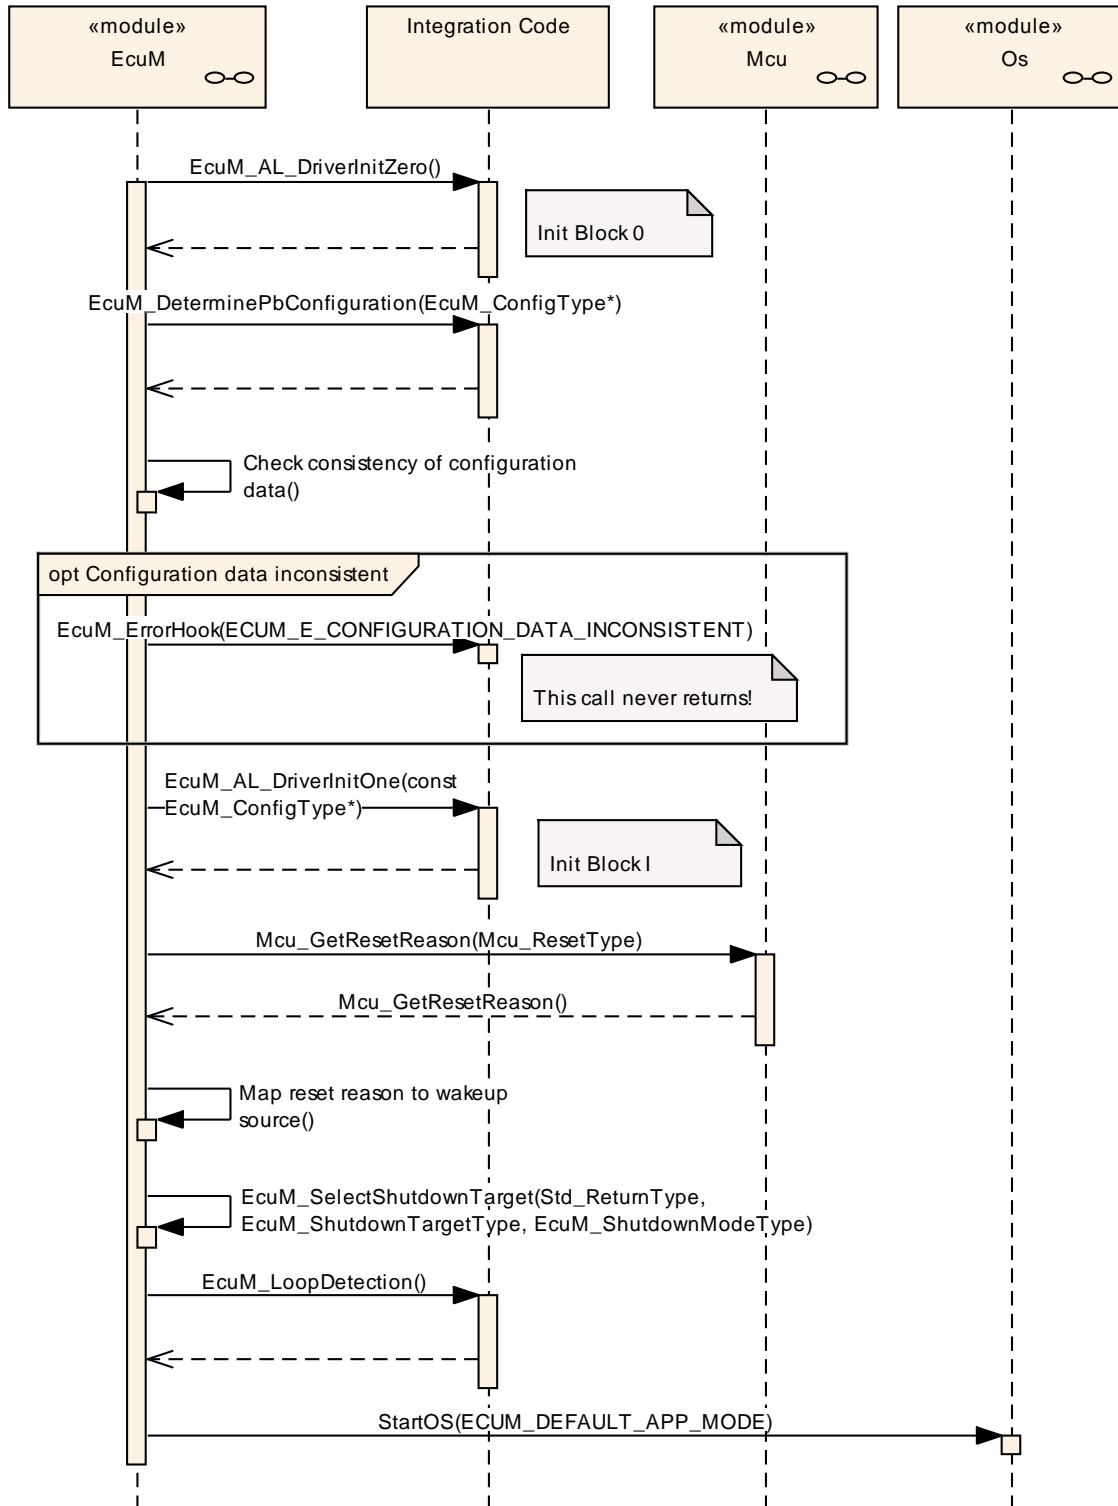 «module»
EcuM
Integration Code
«module»
Mcu
«module»
Os
EcuM_AL_DriverInitZero()
Init Block 0
EcuM_DeterminePbConfiguration(EcuM_ConfigType*)
Check consistency of configuration
data()
opt Configuration data inconsistent
EcuM_ErrorHook(ECUM_E_CONFIGURATION_DATA_INCONSISTENT)
This call never returns!
EcuM_AL_DriverInitOne(const
EcuM_ConfigType*)
Init Block I
Mcu_GetResetReason(Mcu_ResetType)
Mcu_GetResetReason()
Map reset reason to wakeup
source()
EcuM_SelectShutdownTarget(Std_ReturnType,
EcuM_ShutdownTargetType, EcuM_ShutdownModeType)
EcuM_LoopDetection()
StartOS(ECUM_DEFAULT_APP_MODE)